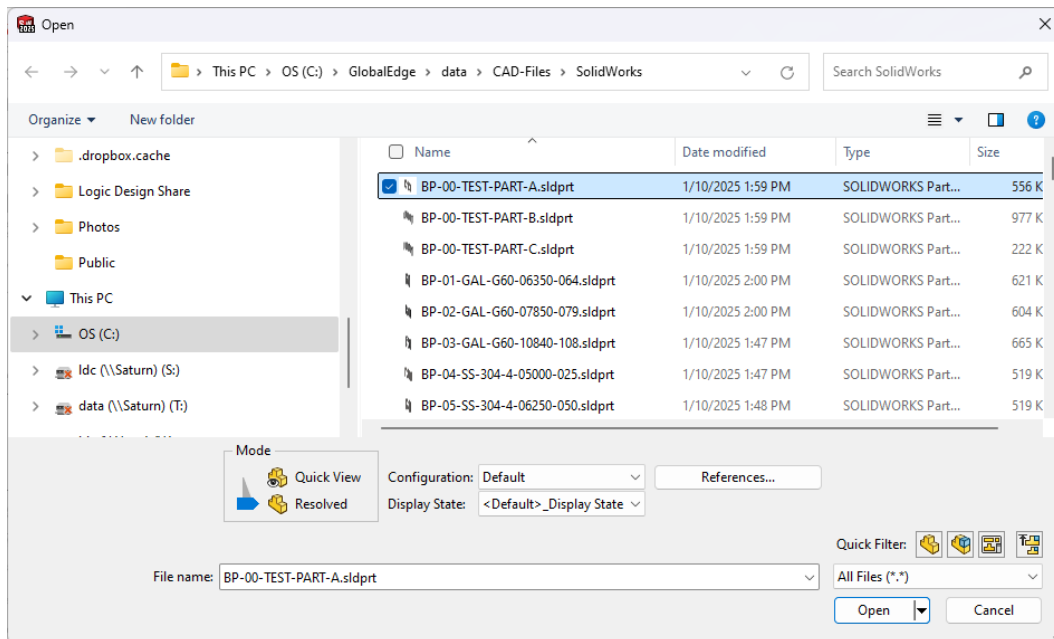 Open
This PC > OS (C:) > GlobalEdge > data > CAD-Files > SolidWorks
Search SolidWorks
Organize
New folder
.dropbox.cache
Logic Design Share
Photos
Public
This PC
OS (C:)
ldc (\\Saturn) (S:)
data (\\Saturn) (T:)
Name Date modified Type Size
BP-00-TEST-PART-A.sldprt 1/10/2025 1:59 PM SOLIDWORKS Part... 556 K
BP-00-TEST-PART-B.sldprt 1/10/2025 1:59 PM SOLIDWORKS Part... 977 K
BP-00-TEST-PART-C.sldprt 1/10/2025 1:59 PM SOLIDWORKS Part... 222 K
BP-01-GAL-G60-06350-064.sldprt 1/10/2025 2:00 PM SOLIDWORKS Part... 621 K
BP-02-GAL-G60-07850-079.sldprt 1/10/2025 2:00 PM SOLIDWORKS Part... 604 K
BP-03-GAL-G60-10840-108.sldprt 1/10/2025 1:47 PM SOLIDWORKS Part... 665 K
BP-04-SS-304-4-05000-025.sldprt 1/10/2025 1:47 PM SOLIDWORKS Part... 519 K
BP-05-SS-304-4-06250-050.sldprt 1/10/2025 1:48 PM SOLIDWORKS Part... 519 K
Mode
Quick View
Resolved
Configuration: Default
References...
Display State: <Default>_Display State
Quick Filter:
File name: BP-00-TEST-PART-A.sldprt
All Files (*.*)
Open
Cancel